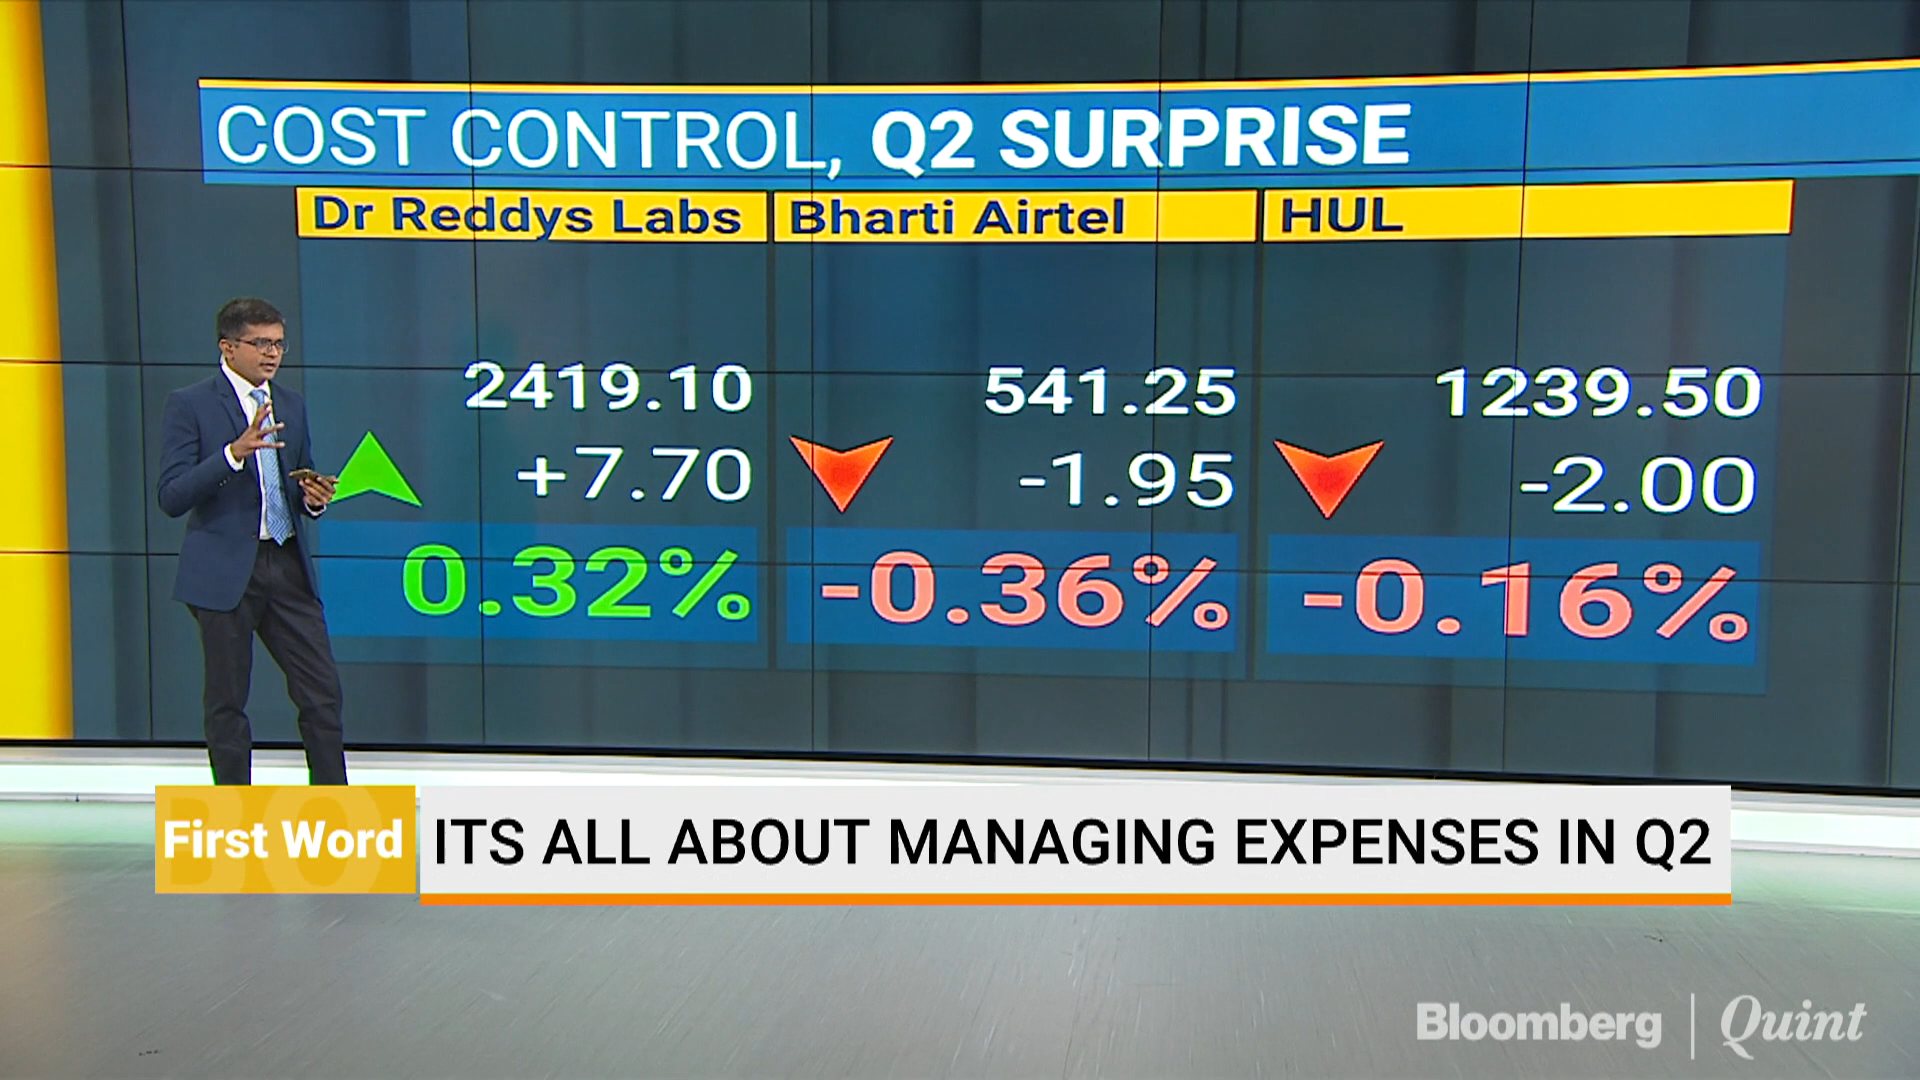 COST CONTROL, Q2 SURPRISE
Dr Reddys Labs Bharti Airtel HUL
2419.10 541.25 1239.50
+7.70 -1.95 -2.00
0.32% -0.36% -0.16%
First Word ITS ALL ABOUT MANAGING EXPENSES IN Q2
Bloomberg | Quint